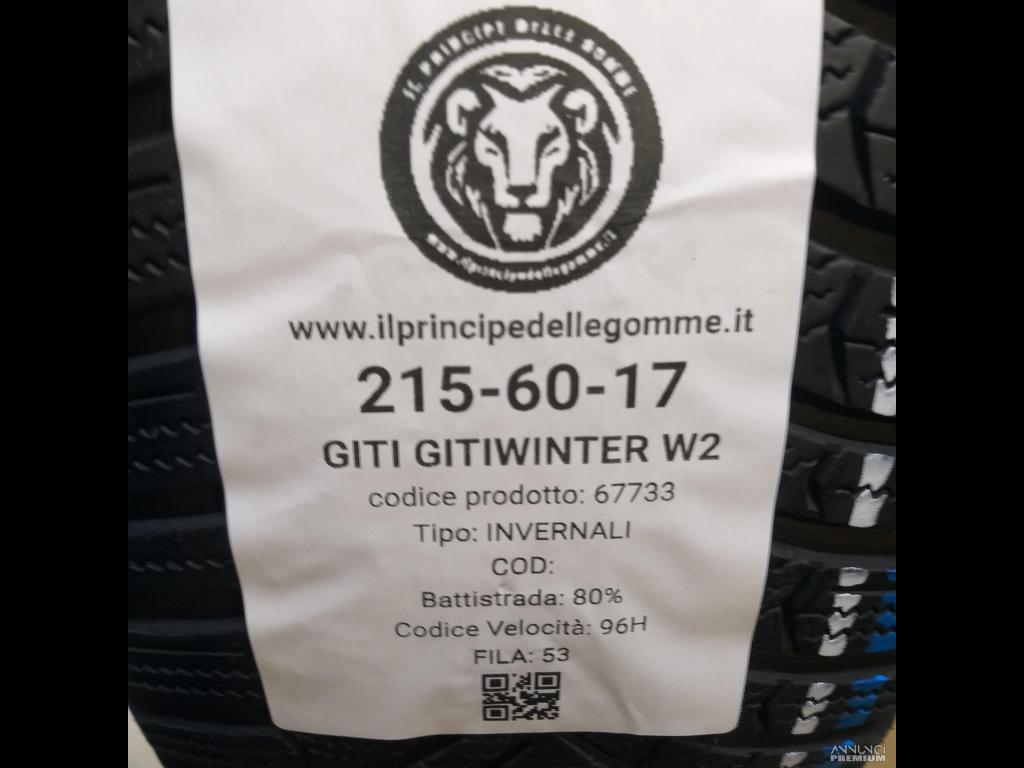 IL PRINCIPE DELLE GOMME
www.ilprincipedellegomme.it
www.ilprincipedellegomme.it
215-60-17
GITI GITIWINTER W2
codice prodotto: 67733
Tipo: INVERNALI
COD:
Battistrada: 80%
Codice Velocità: 96H
FILA: 53
ANNUNCI
PREMIUM